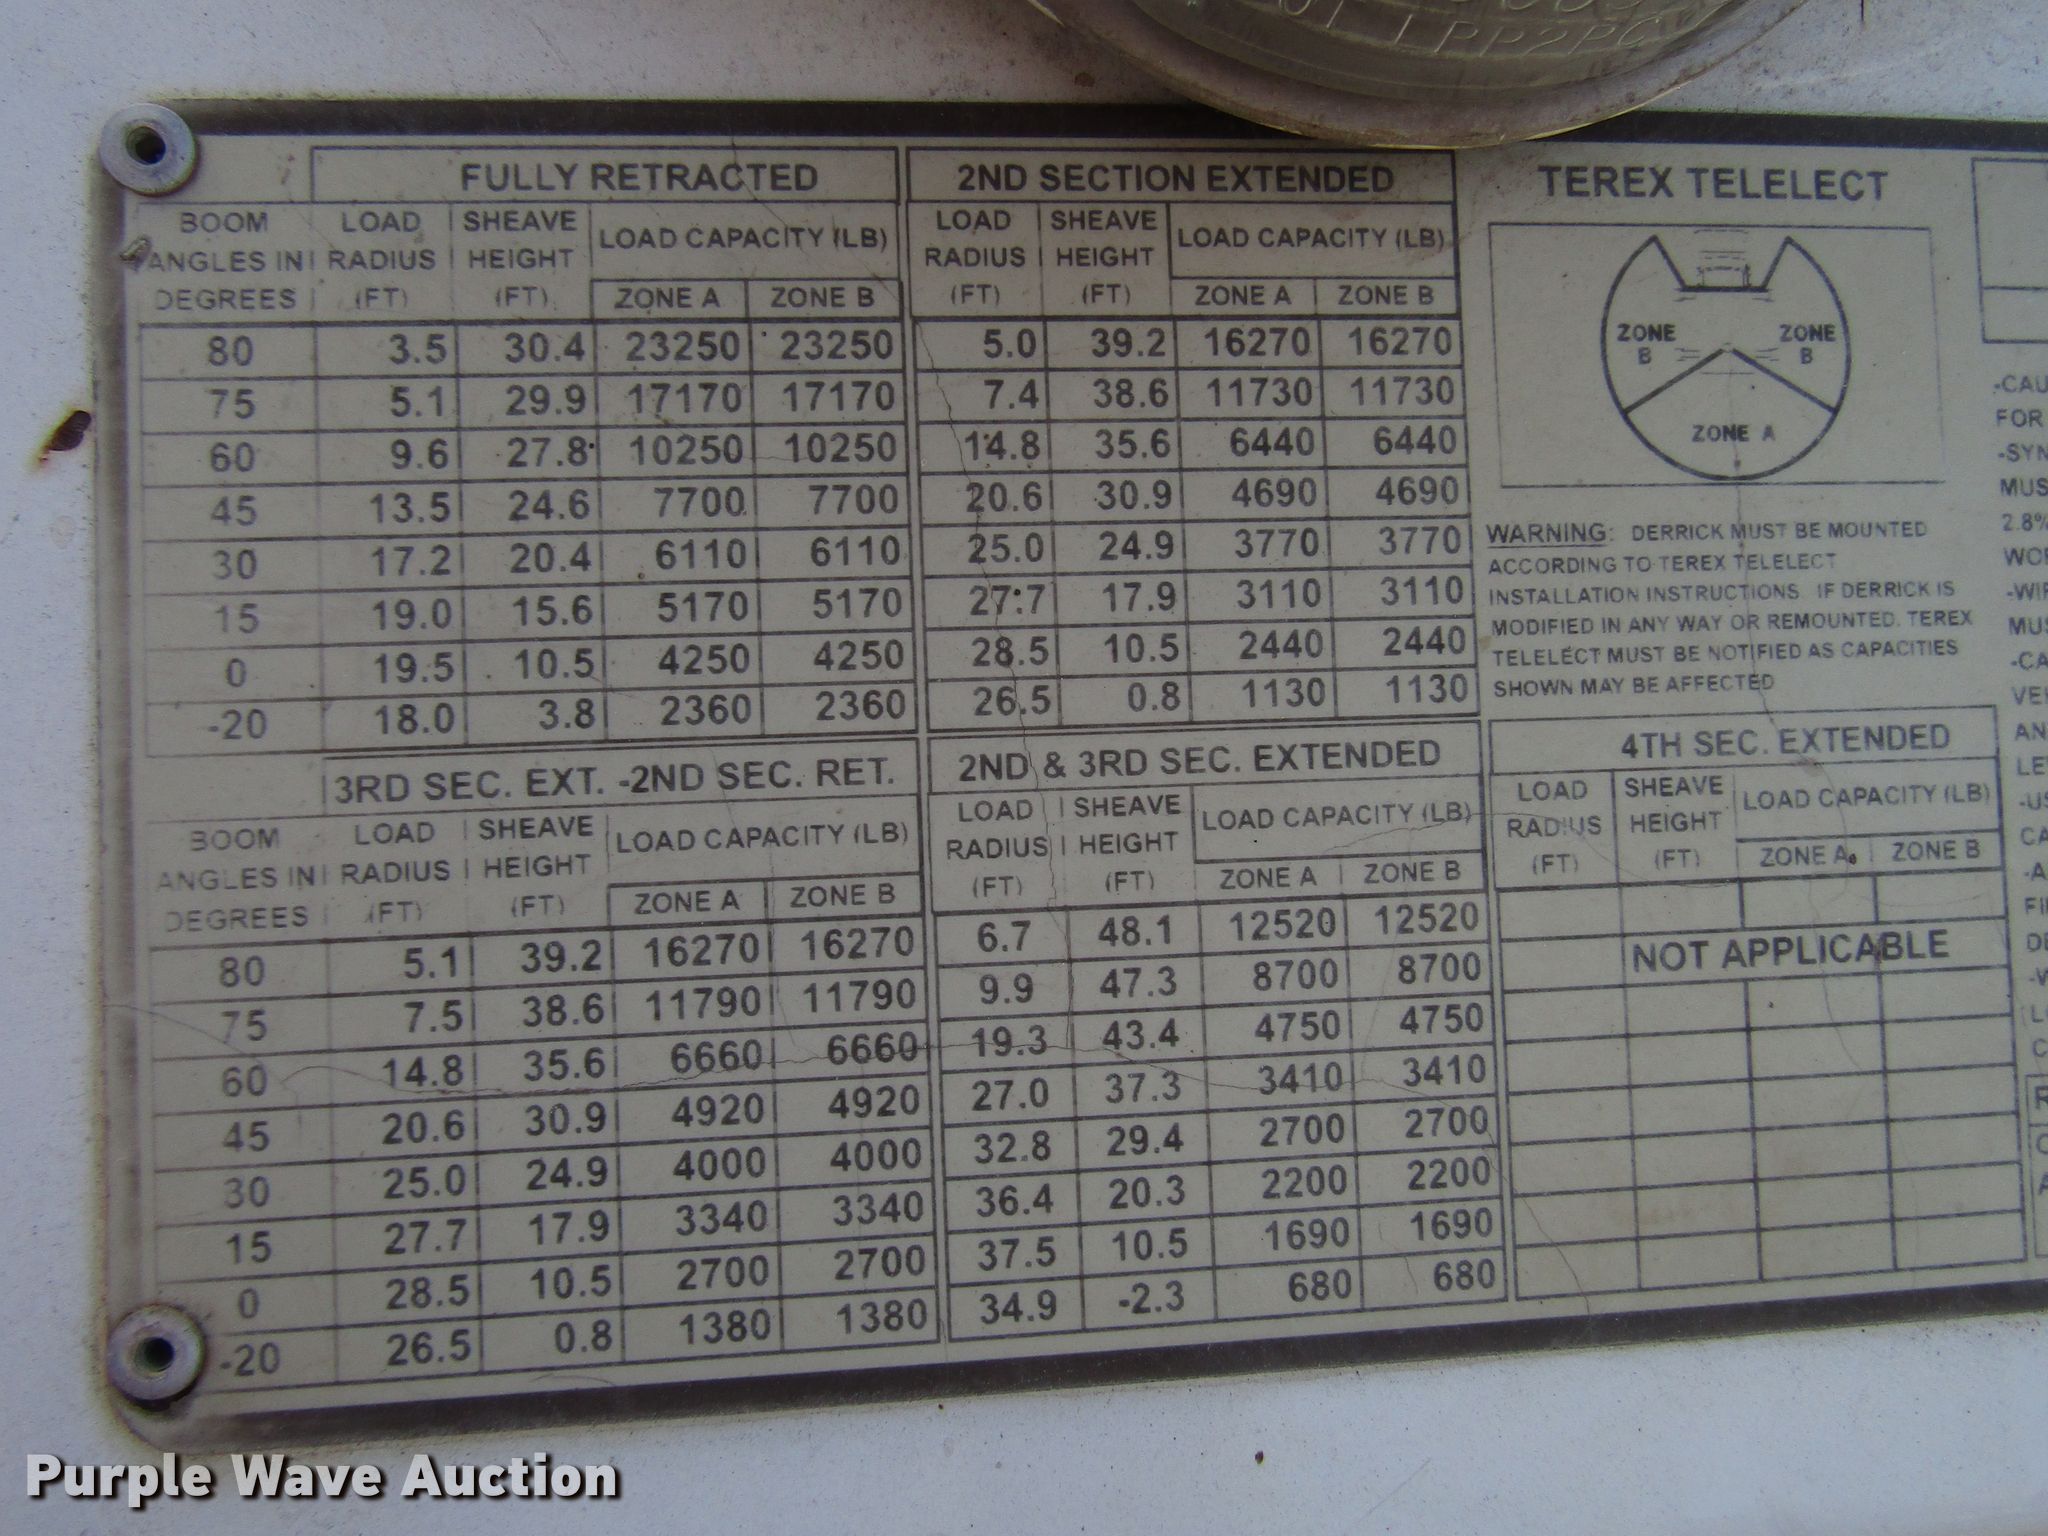 FULLY RETRACTED
BOOM ANGLES IN DEGREES | LOAD RADIUS (FT) | SHEAVE HEIGHT (FT) | LOAD CAPACITY (LB)
ZONE A | ZONE B
80 | 3.5 | 30.4 | 23250 | 23250
75 | 5.1 | 29.9 | 17170 | 17170
60 | 9.6 | 27.8 | 10250 | 10250
45 | 13.5 | 24.6 | 7700 | 7700
30 | 17.2 | 20.4 | 6110 | 6110
15 | 19.0 | 15.6 | 5170 | 5170
0 | 19.5 | 10.5 | 4250 | 4250
-20 | 18.0 | 3.8 | 2360 | 2360
2ND SECTION EXTENDED
LOAD RADIUS (FT) | SHEAVE HEIGHT (FT) | LOAD CAPACITY (LB)
ZONE A | ZONE B
5.0 | 39.2 | 16270 | 16270
7.4 | 38.6 | 11730 | 11730
14.8 | 35.6 | 6440 | 6440
20.6 | 30.9 | 4690 | 4690
25.0 | 24.9 | 3770 | 3770
27.7 | 17.9 | 3110 | 3110
28.5 | 10.5 | 2440 | 2440
26.5 | 0.8 | 1130 | 1130
TEREX TELELECT
ZONE B
ZONE B
ZONE A
WARNING: DERRICK MUST BE MOUNTED
ACCORDING TO TEREX TELELECT
INSTALLATION INSTRUCTIONS IF DERRICK IS
MODIFIED IN ANY WAY OR REMOUNTED. TEREX
TELELECT MUST BE NOTIFIED AS CAPACITIES
SHOWN MAY BE AFFECTED
3RD SEC. EXT. -2ND SEC. RET.
BOOM ANGLES IN DEGREES | LOAD RADIUS (FT) | SHEAVE HEIGHT (FT) | LOAD CAPACITY (LB)
ZONE A | ZONE B
80 | 5.1 | 39.2 | 16270 | 16270
75 | 7.5 | 38.6 | 11790 | 11790
60 | 14.8 | 35.6 | 6660 | 6660
45 | 20.6 | 30.9 | 4920 | 4920
30 | 25.0 | 24.9 | 4000 | 4000
15 | 27.7 | 17.9 | 3340 | 3340
0 | 28.5 | 10.5 | 2700 | 2700
-20 | 26.5 | 0.8 | 1380 | 1380
2ND & 3RD SEC. EXTENDED
LOAD RADIUS (FT) | SHEAVE HEIGHT (FT) | LOAD CAPACITY (LB)
ZONE A | ZONE B
6.7 | 48.1 | 12520 | 12520
9.9 | 47.3 | 8700 | 8700
19.3 | 43.4 | 4750 | 4750
27.0 | 37.3 | 3410 | 3410
32.8 | 29.4 | 2700 | 2700
36.4 | 20.3 | 2200 | 2200
37.5 | 10.5 | 1690 | 1690
34.9 | -2.3 | 680 | 680
4TH SEC. EXTENDED
LOAD RADIUS (FT) | SHEAVE HEIGHT (FT) | LOAD CAPACITY (LB)
ZONE A | ZONE B
NOT APPLICABLE
FOR
2.8%
Purple Wave Auction